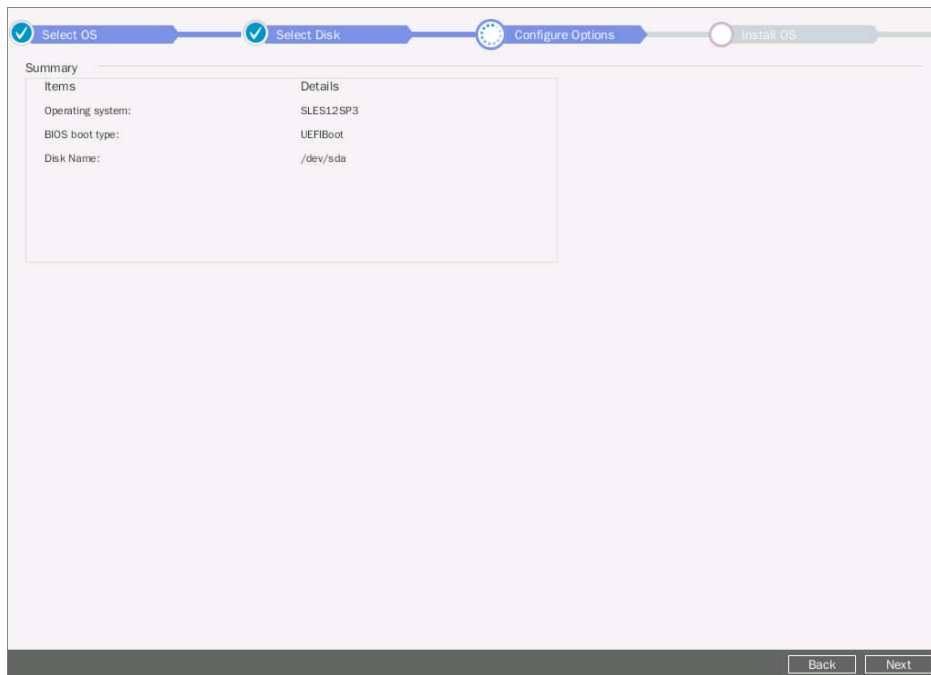 Select OS Select Disk Configure Options Install OS
Summary
Items Details
Operating system: SLES12SP3
BIOS boot type: UEFIBoot
Disk Name: /dev/sda
Back Next